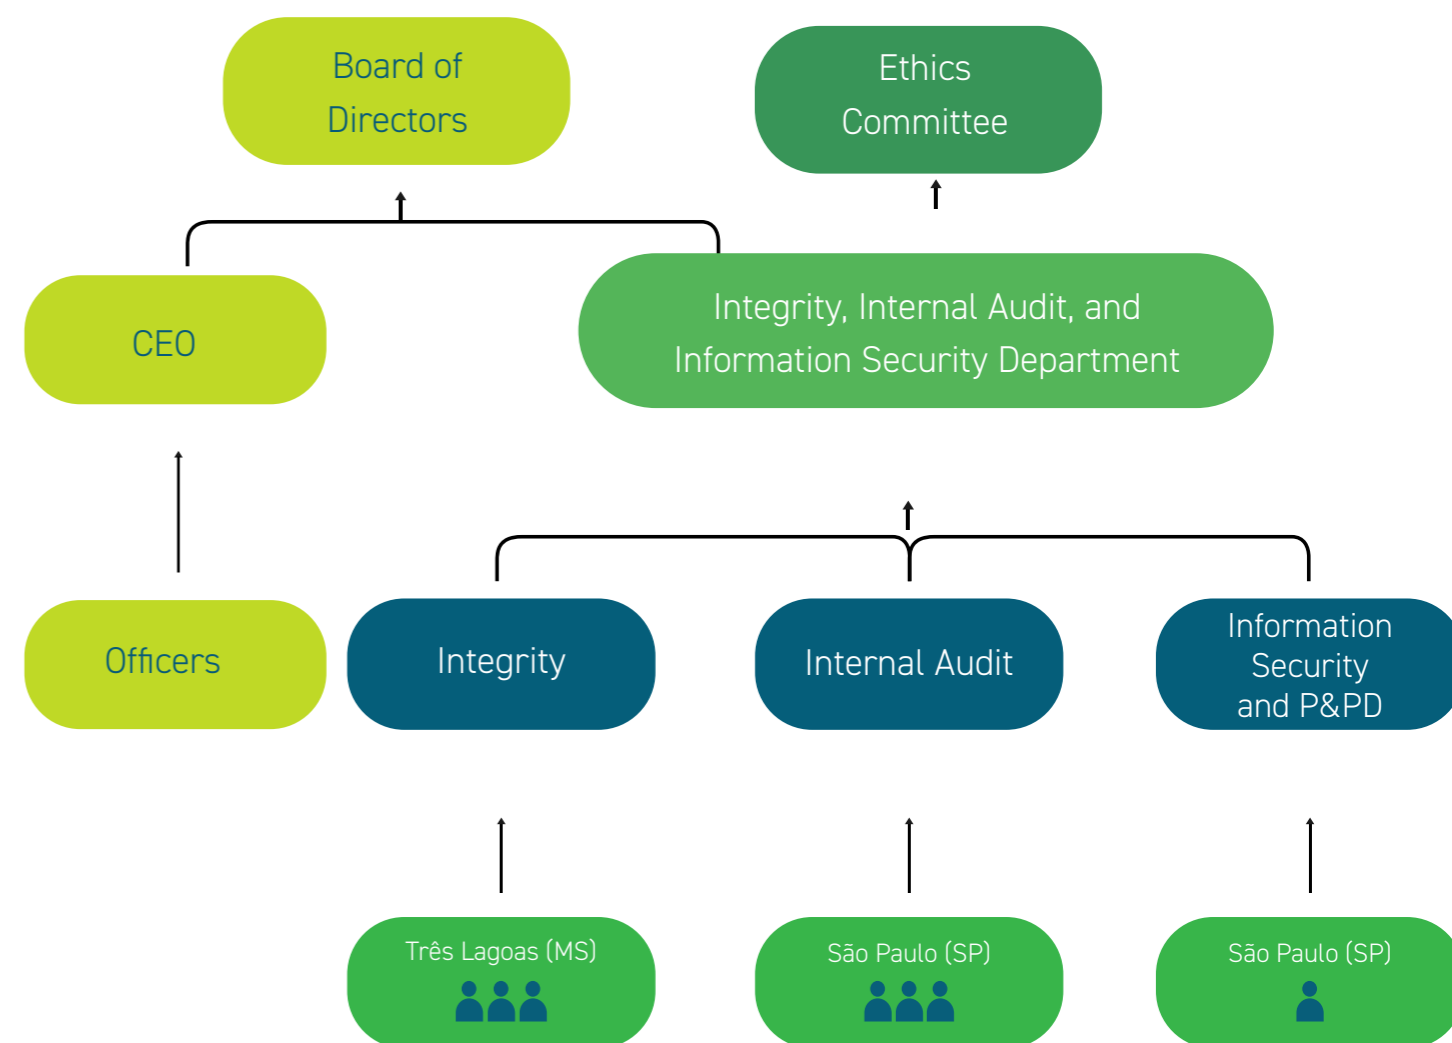 Board of
Directors
Ethics
Committee
CEO
Integrity, Internal Audit, and
Information Security Department
Officers
Integrity
Internal Audit
Information
Security
and P&PD
Três Lagoas (MS)
São Paulo (SP)
São Paulo (SP)